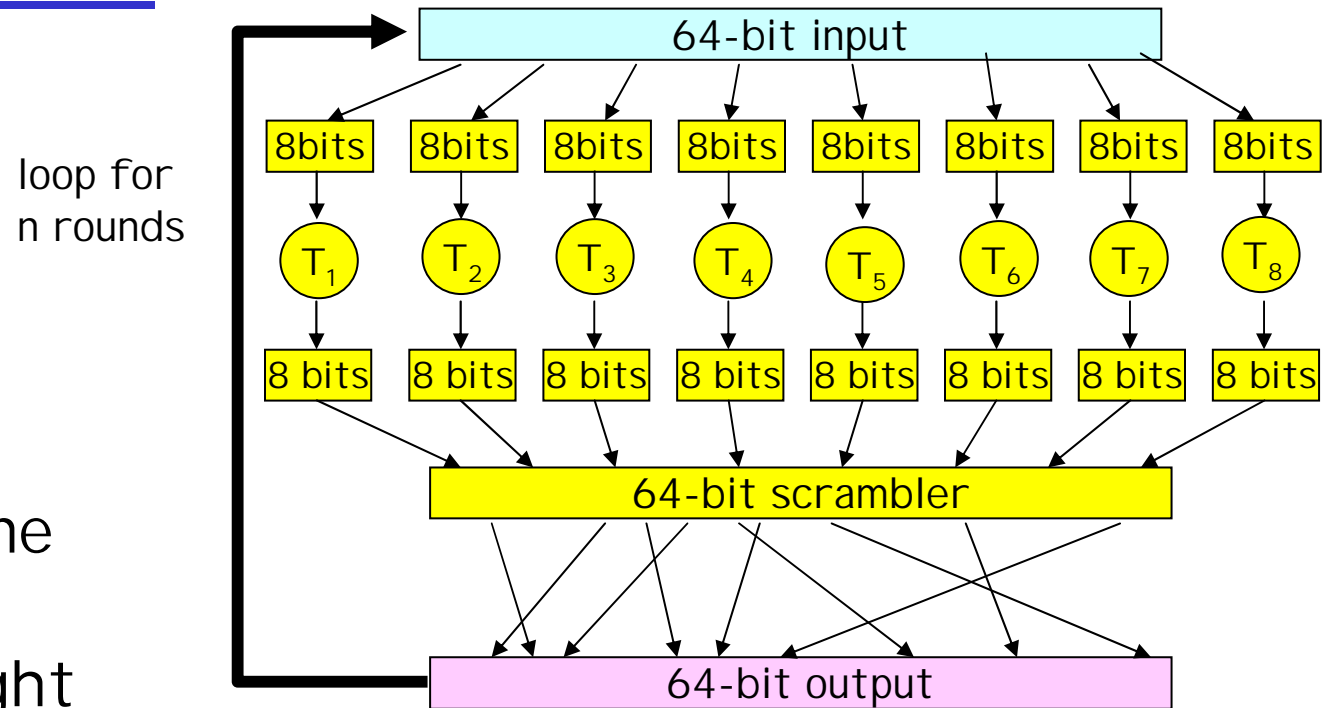 64-bit input
8bits 8bits 8bits 8bits 8bits 8bits 8bits 8bits
loop for
n rounds
T1 T2 T3 T4 T5 T6 T7 T8
8 bits 8 bits 8 bits 8 bits 8 bits 8 bits 8 bits 8 bits
64-bit scrambler
ne
ght
64-bit output